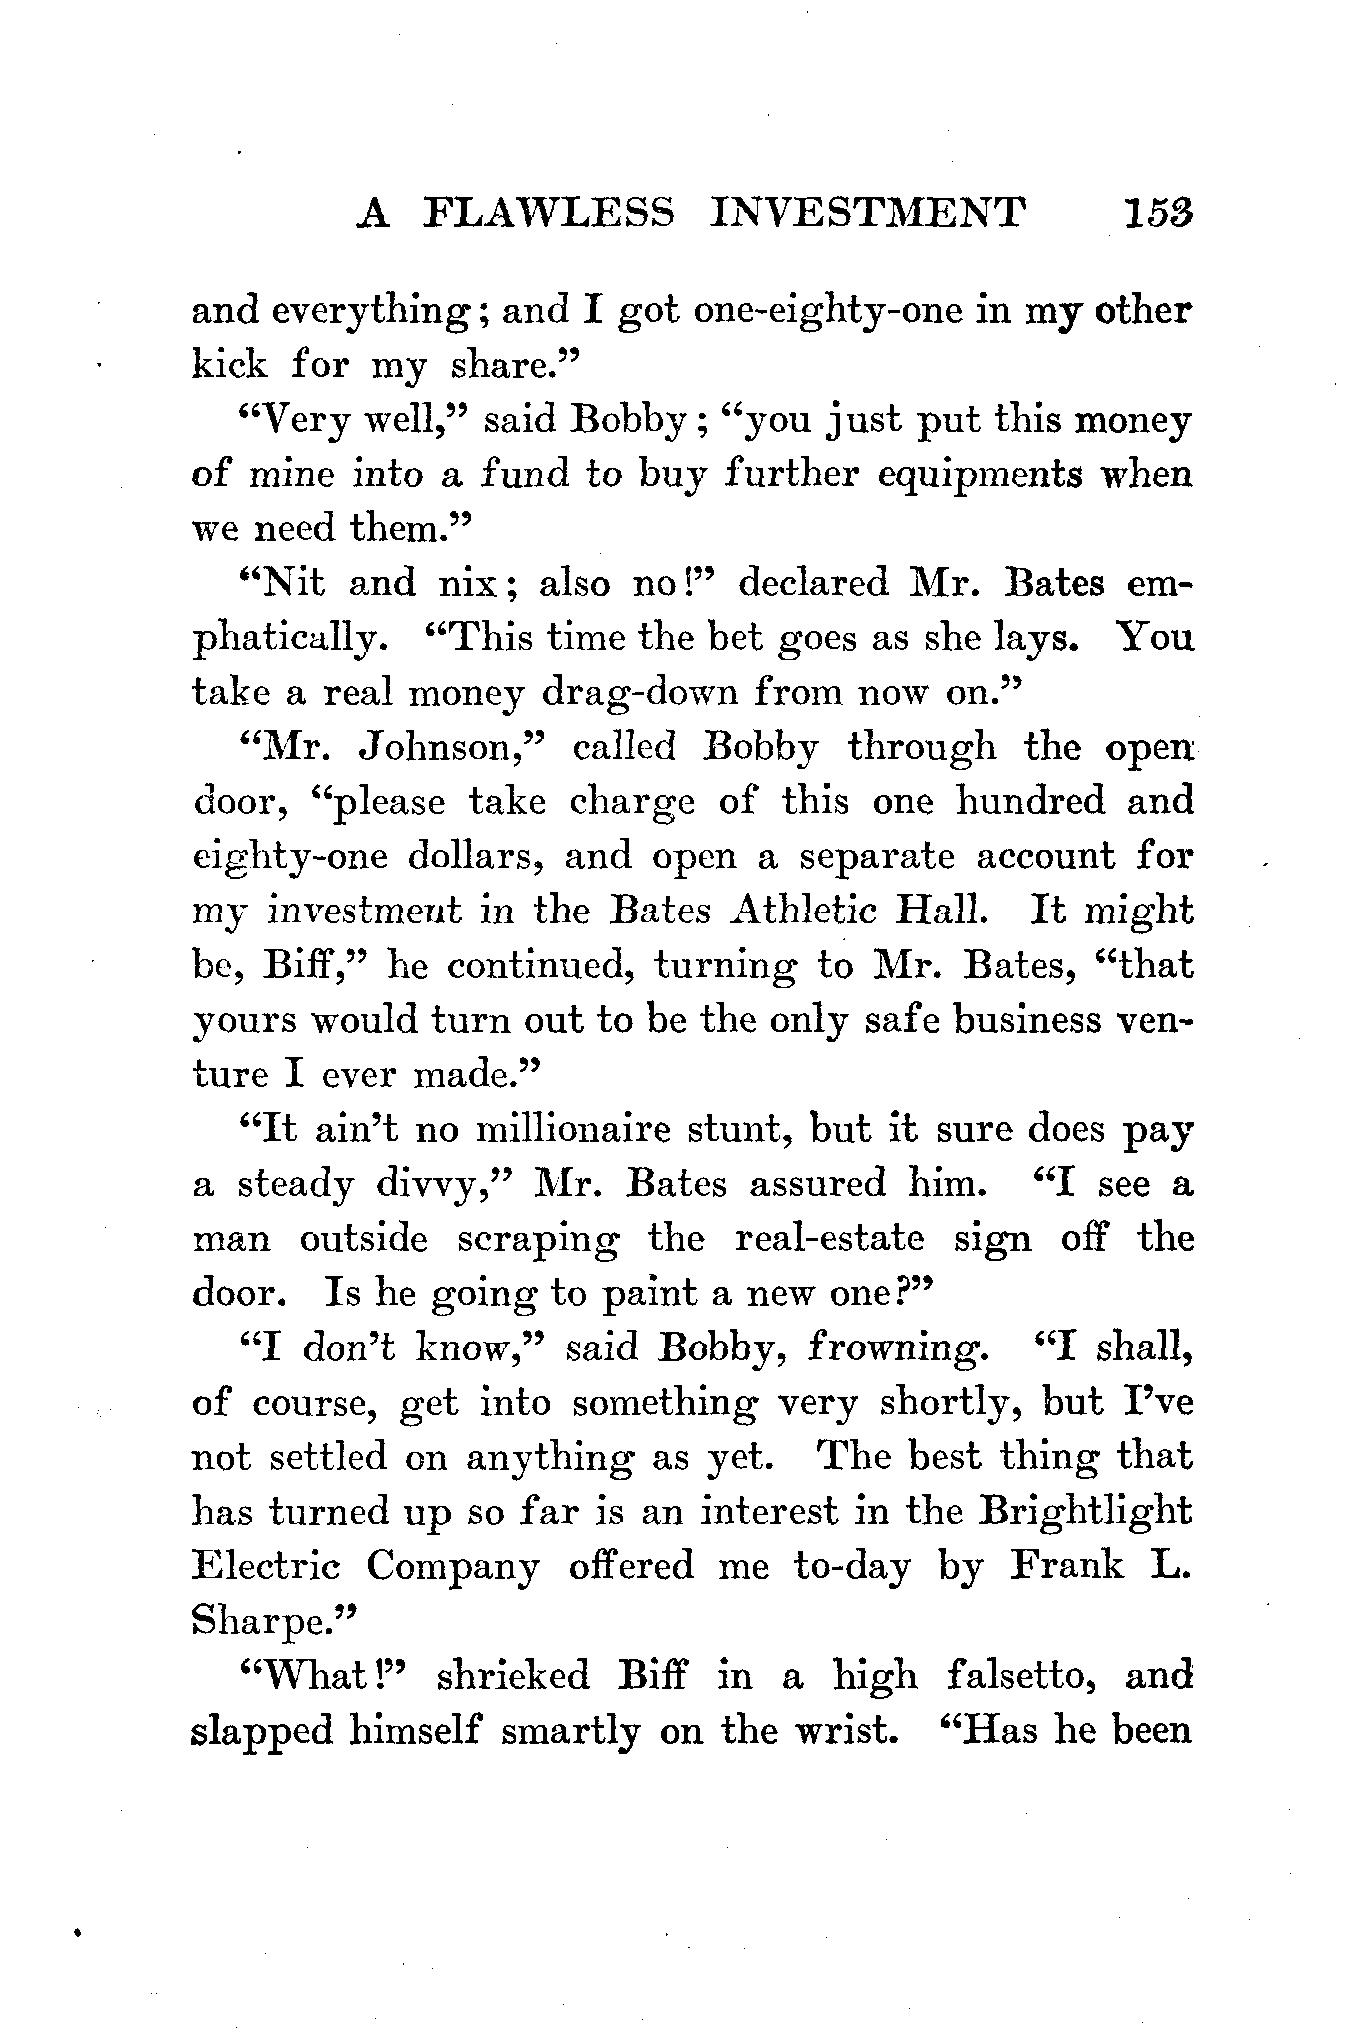 A FLAWLESS INVESTMENT 153
and everything; and I got one-eighty-one in my other
kick for my share.”
“Very well,” said Bobby; “you just put this money
of mine into a fund to buy further equipments when
we need them.”
“Nit and nix; also no!” declared Mr. Bates em-
phatically. “This time the bet goes as she lays. You
take a real money drag-down from now on.”
“Mr. Johnson,” called Bobby through the open
door, “please take charge of this one hundred and
eighty-one dollars, and open a separate account for
my investment in the Bates Athletic Hall. It might
be, Biff,” he continued, turning to Mr. Bates, “that
yours would turn out to be the only safe business ven-
ture I ever made.”
“It ain’t no millionaire stunt, but it sure does pay
a steady divvy,” Mr. Bates assured him. “I see a
man outside scraping the real-estate sign off the
door. Is he going to paint a new one?”
“I don’t know,” said Bobby, frowning. “I shall,
of course, get into something very shortly, but I’ve
not settled on anything as yet. The best thing that
has turned up so far is an interest in the Brightlight
Electric Company offered me to-day by Frank L.
Sharpe.”
“What!” shrieked Biff in a high falsetto, and
slapped himself smartly on the wrist. “Has he been